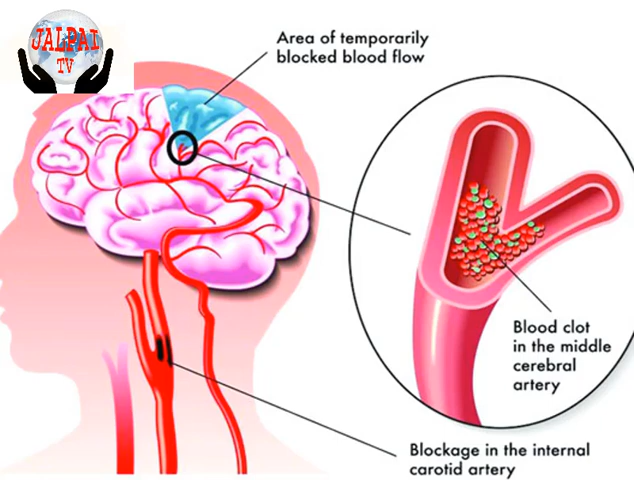 JALPAI
TV
Area of temporarily
blocked blood flow
Blood clot
in the middle
cerebral
artery
Blockage in the internal
carotid artery